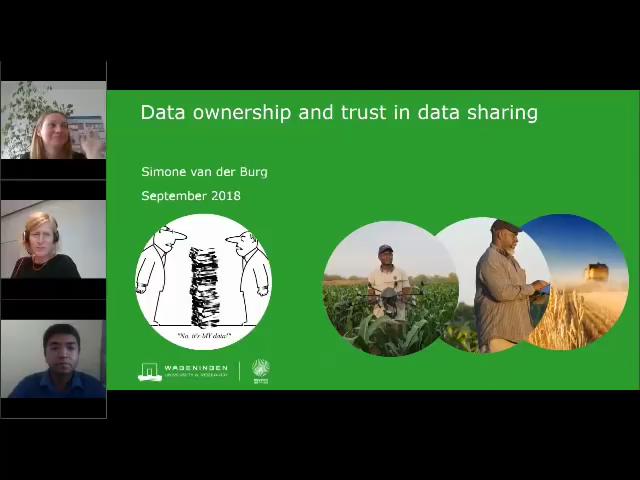 Data ownership and trust in data sharing
Simone van der Burg
September 2018
"No, it's MY data!"
WAGENINGEN
UNIVERSITY & RESEARCH